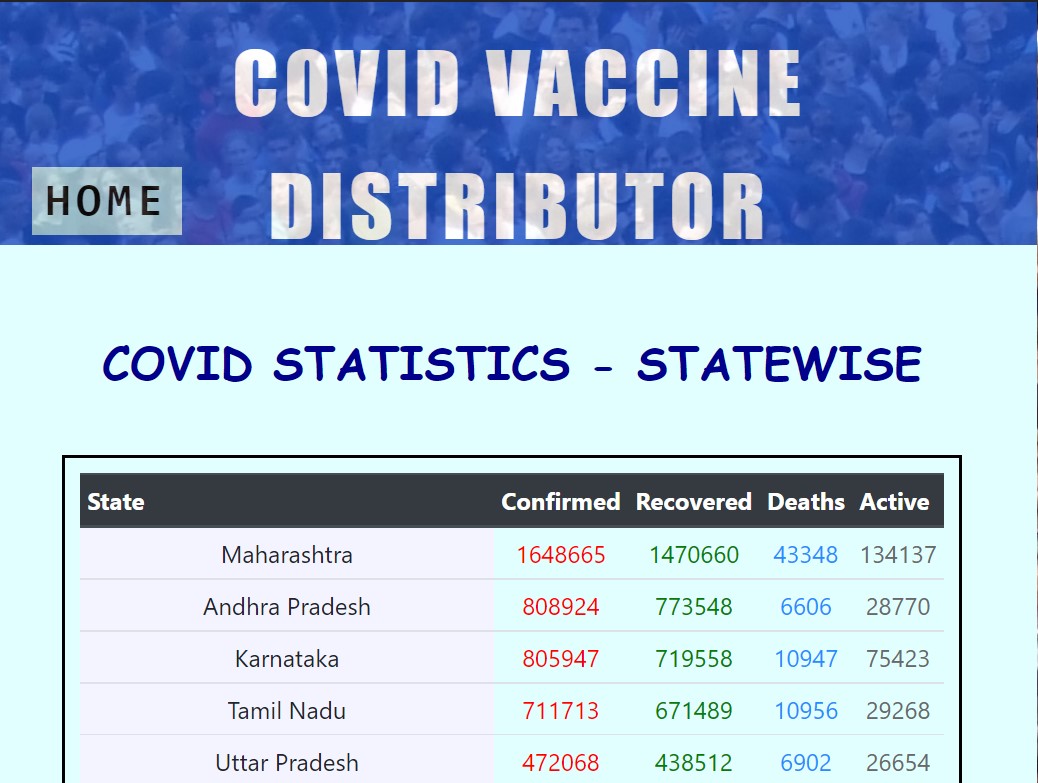 COVID VACCINE
DISTRIBUTOR
HOME
COVID STATISTICS - STATEWISE
State Confirmed Recovered Deaths Active
Maharashtra 1648665 1470660 43348 134137
Andhra Pradesh 808924 773548 6606 28770
Karnataka 805947 719558 10947 75423
Tamil Nadu 711713 671489 10956 29268
Uttar Pradesh 472068 438512 6902 26654